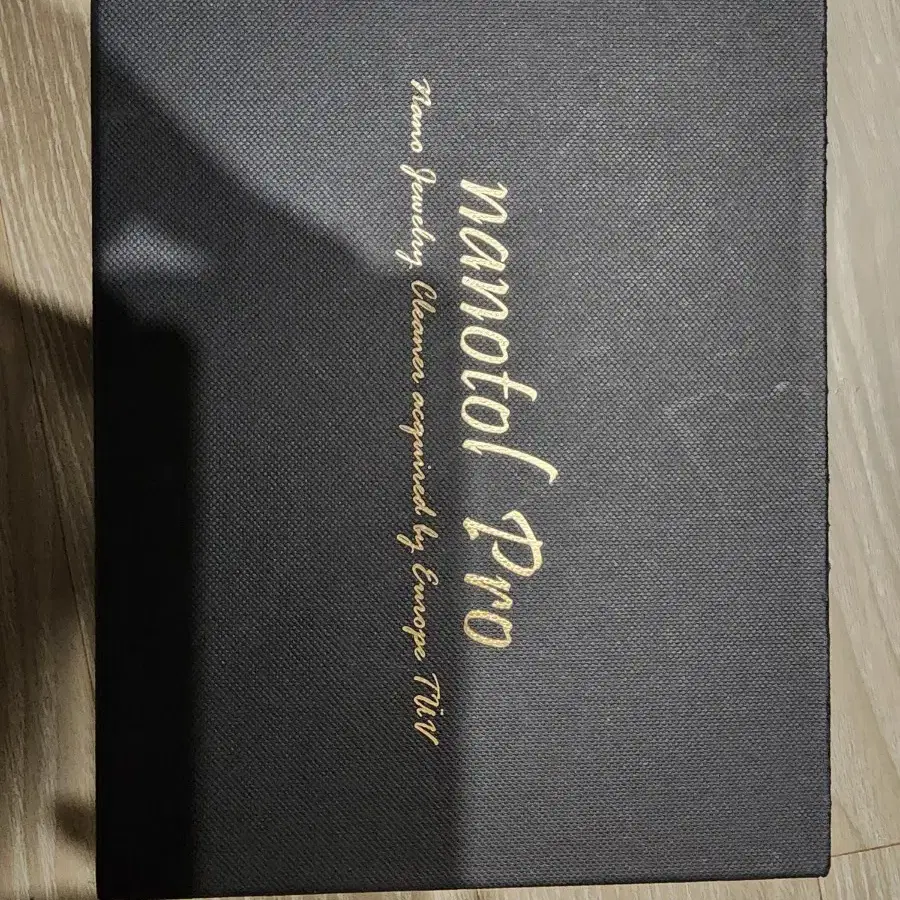 nanotol Pro
Nano Jewelry Cleaner acquired by Europe TÜV